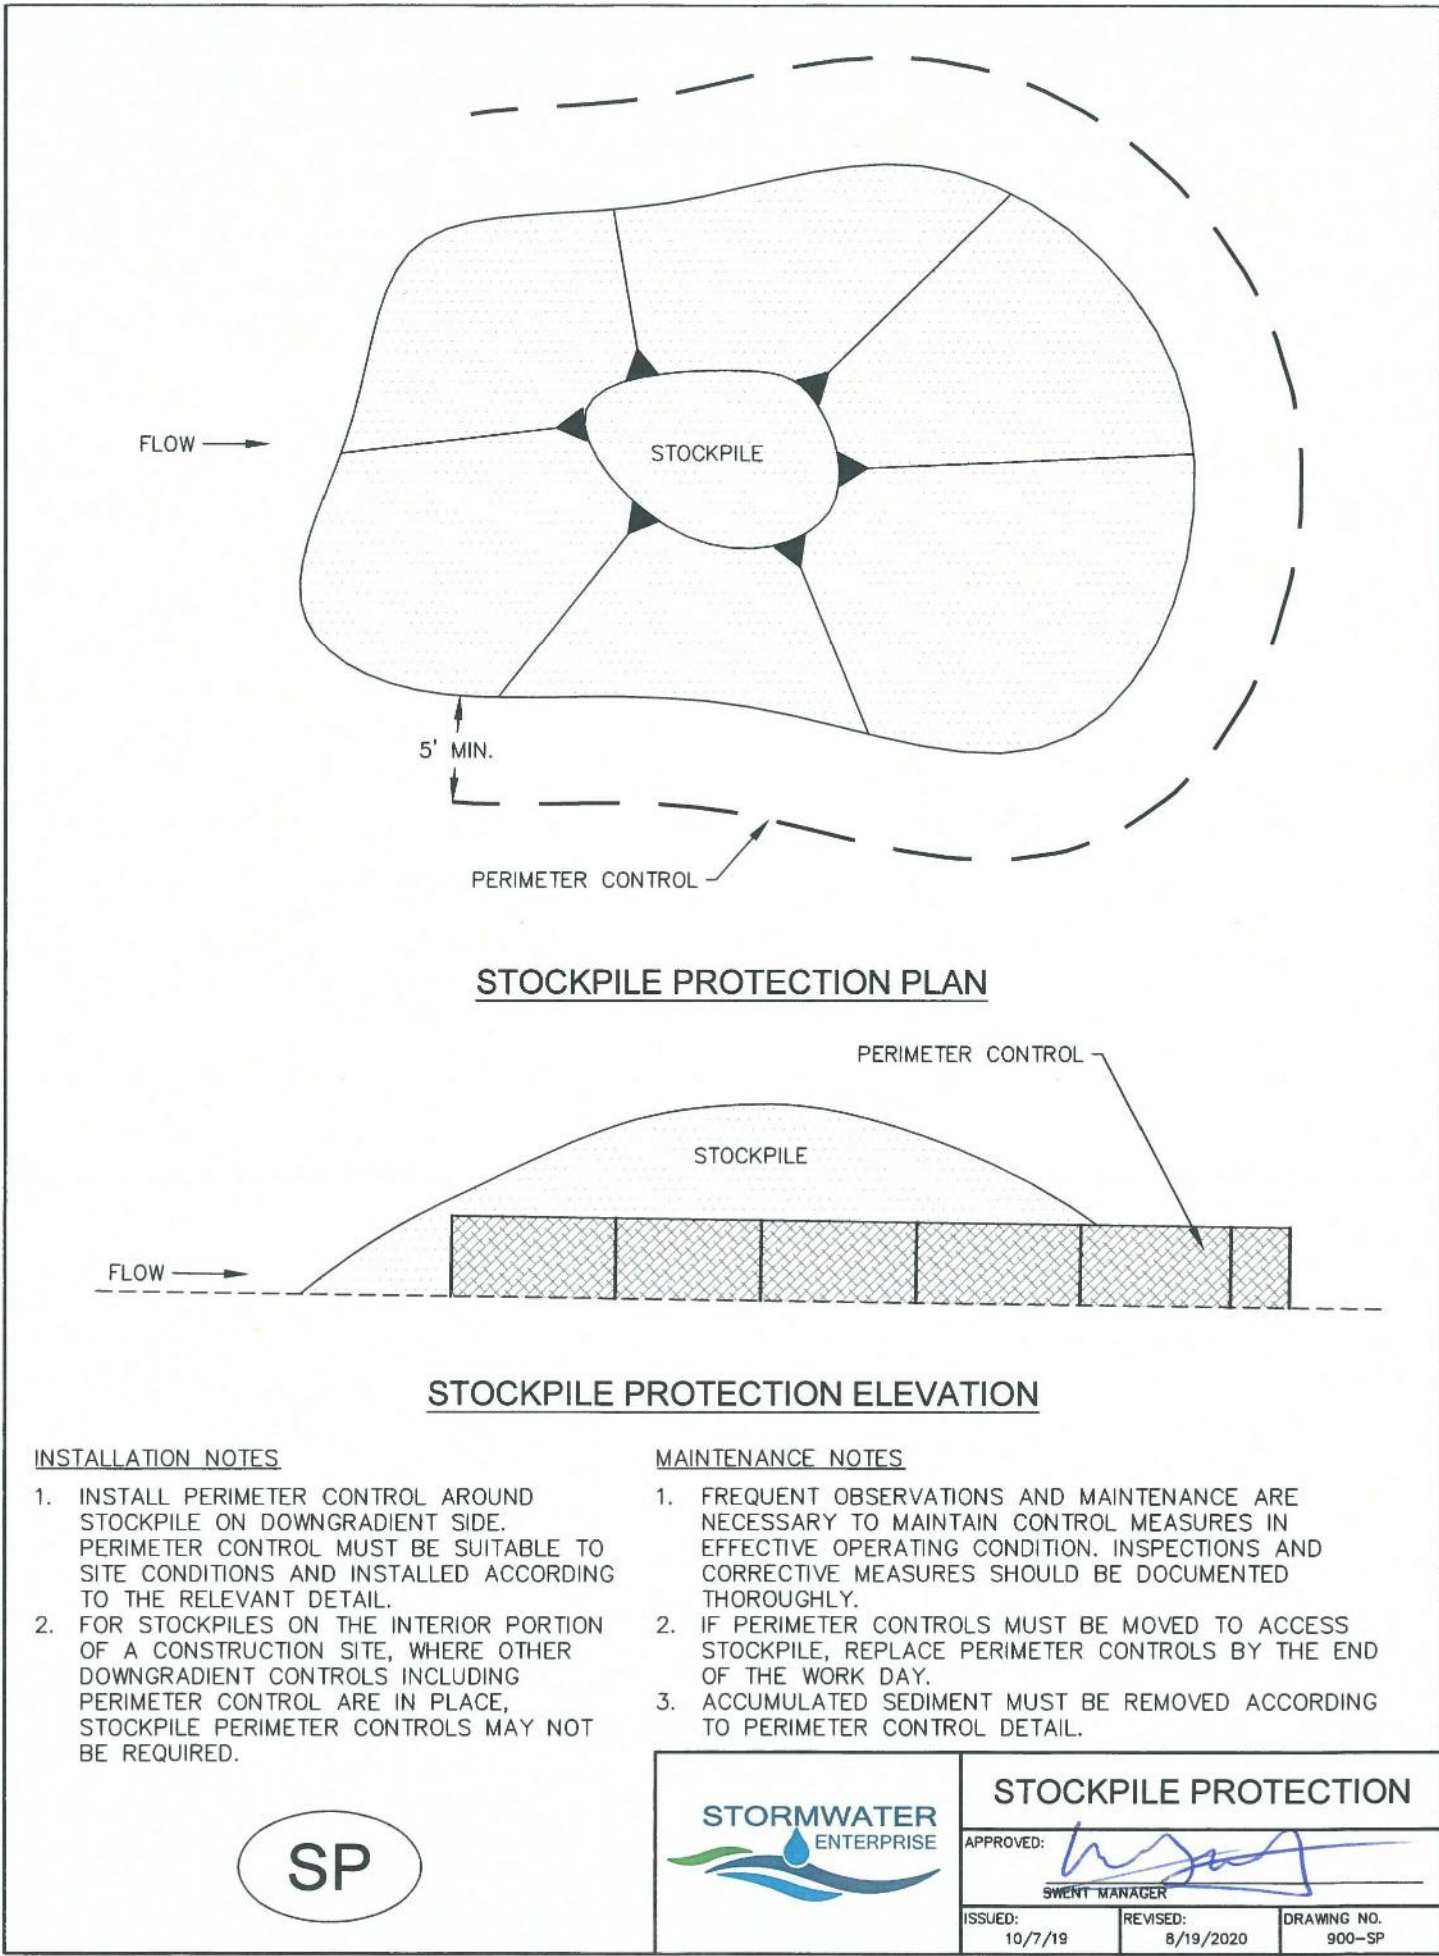 FLOW
STOCKPILE
5' MIN.
PERIMETER CONTROL
STOCKPILE PROTECTION PLAN
PERIMETER CONTROL
STOCKPILE
FLOW
STOCKPILE PROTECTION ELEVATION
INSTALLATION NOTES
1. INSTALL PERIMETER CONTROL AROUND
STOCKPILE ON DOWNGRADIENT SIDE.
PERIMETER CONTROL MUST BE SUITABLE TO
SITE CONDITIONS AND INSTALLED ACCORDING
TO THE RELEVANT DETAIL.
2. FOR STOCKPILES ON THE INTERIOR PORTION
OF A CONSTRUCTION SITE, WHERE OTHER
DOWNGRADIENT CONTROLS INCLUDING
PERIMETER CONTROL ARE IN PLACE,
STOCKPILE PERIMETER CONTROLS MAY NOT
BE REQUIRED.
MAINTENANCE NOTES
1. FREQUENT OBSERVATIONS AND MAINTENANCE ARE
NECESSARY TO MAINTAIN CONTROL MEASURES IN
EFFECTIVE OPERATING CONDITION. INSPECTIONS AND
CORRECTIVE MEASURES SHOULD BE DOCUMENTED
THOROUGHLY.
2. IF PERIMETER CONTROLS MUST BE MOVED TO ACCESS
STOCKPILE, REPLACE PERIMETER CONTROLS BY THE END
OF THE WORK DAY.
3. ACCUMULATED SEDIMENT MUST BE REMOVED ACCORDING
TO PERIMETER CONTROL DETAIL.
SP
STORMWATER
ENTERPRISE
STOCKPILE PROTECTION
APPROVED:
SWENT MANAGER
ISSUED:
10/7/19
REVISED:
8/19/2020
DRAWING NO.
900-SP